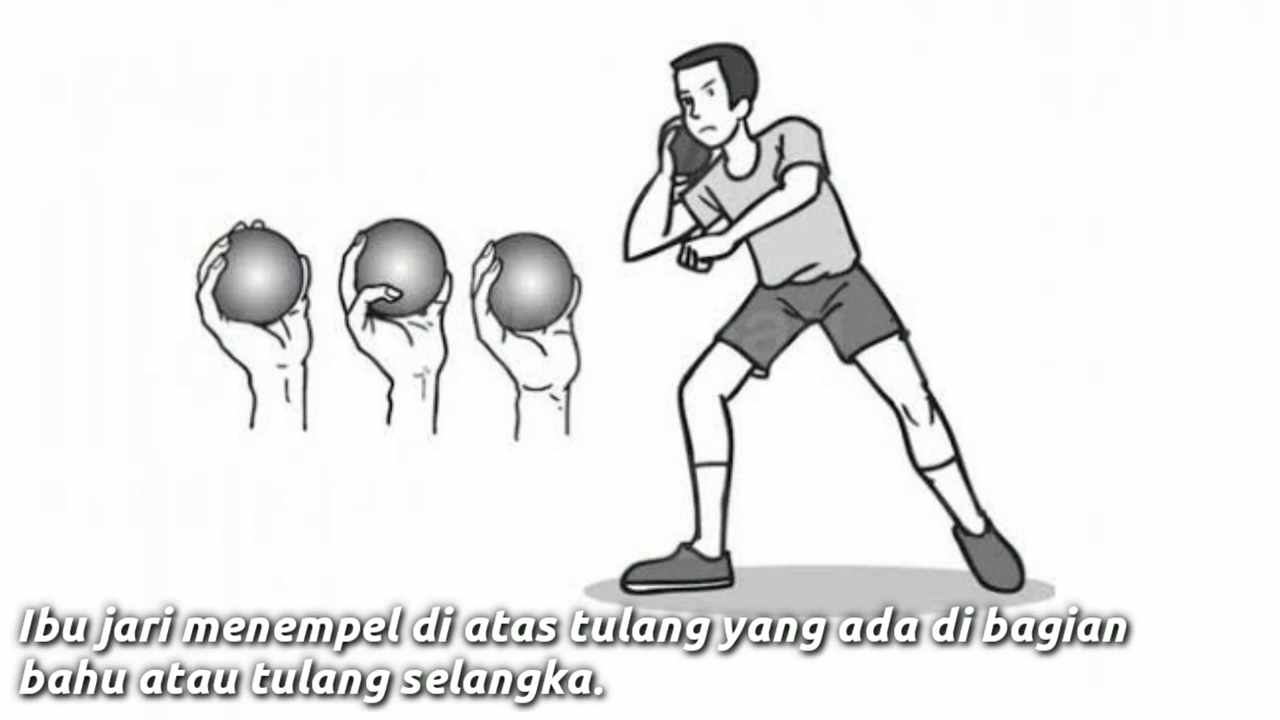 Ibu jari menempel di atas tulang yang ada di bagian
bahu atau tulang selangka.